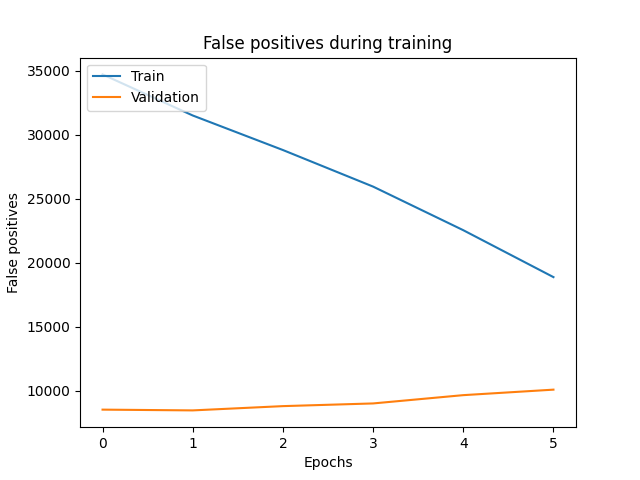 False positives during training
Train
Validation
35000
30000
25000
20000
15000
10000
False positives
0 1 2 3 4 5
Epochs